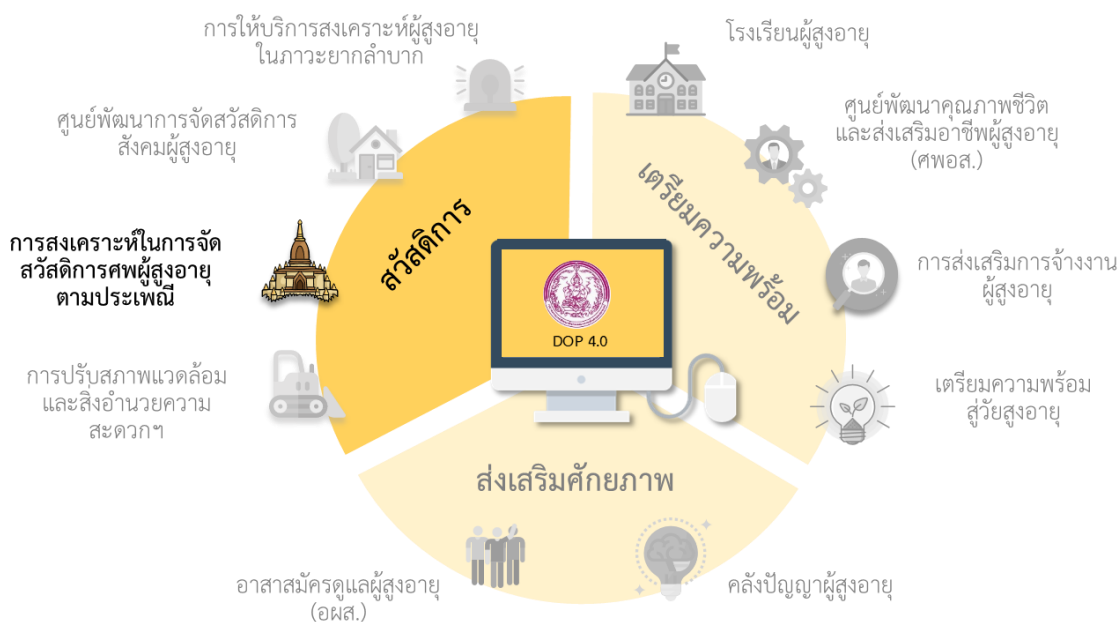 การให้บริการสงเคราะห์ผู้สูงอายุ
ในภาวะยากลำบาก
โรงเรียนผู้สูงอายุ
ศูนย์พัฒนาการจัดสวัสดิการ
สังคมผู้สูงอายุ
ศูนย์พัฒนาคุณภาพชีวิต
และส่งเสริมอาชีพผู้สูงอายุ
(ศพอส.)
สวัสดิการ
เตรียมความพร้อม
การสงเคราะห์ในการจัด
สวัสดิการศพผู้สูงอายุ
ตามประเพณี
การส่งเสริมการจ้างงาน
ผู้สูงอายุ
DOP 4.0
การปรับสภาพแวดล้อม
และสิ่งอำนวยความ
สะดวกฯ
เตรียมความพร้อม
สู่วัยสูงอายุ
ส่งเสริมศักยภาพ
อาสาสมัครดูแลผู้สูงอายุ
(อผส.)
คลังปัญญาผู้สูงอายุ